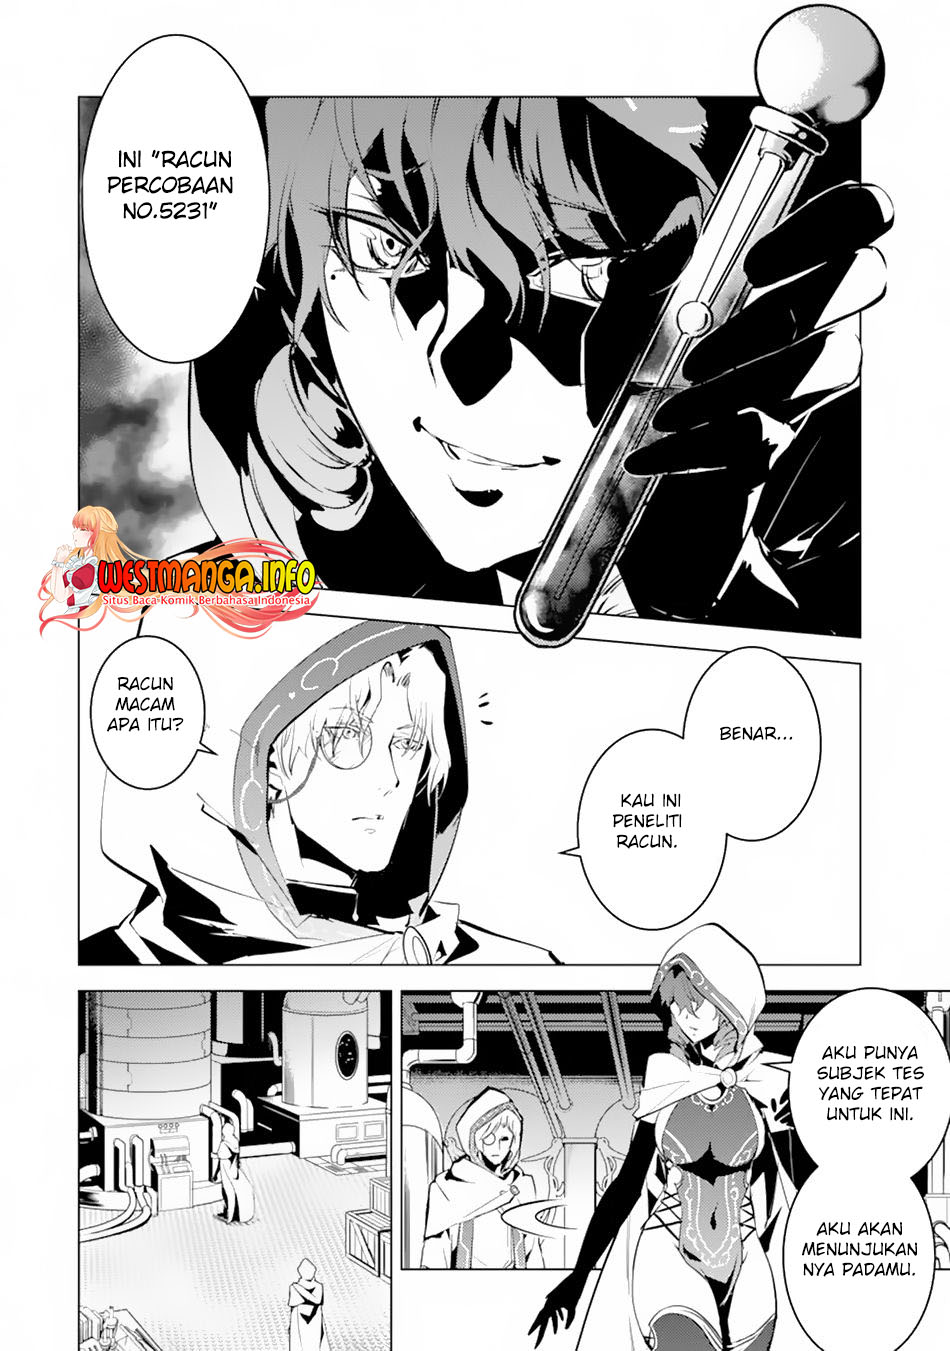 INI "RACUN
PERCOBAAN
NO.5231"
WESTMANGA.INFO
Situs Baca Komik Berbahasa Indonesia
BENAR...
KAU INI
PENELITI
RACUN.
RACUN
MACAM
APA ITU?
AKU PUNYA
SUBJEK TES
YANG TEPAT
UNTUK INI.
AKU AKAN
MENUNJUKAN
NYA PADAMU.